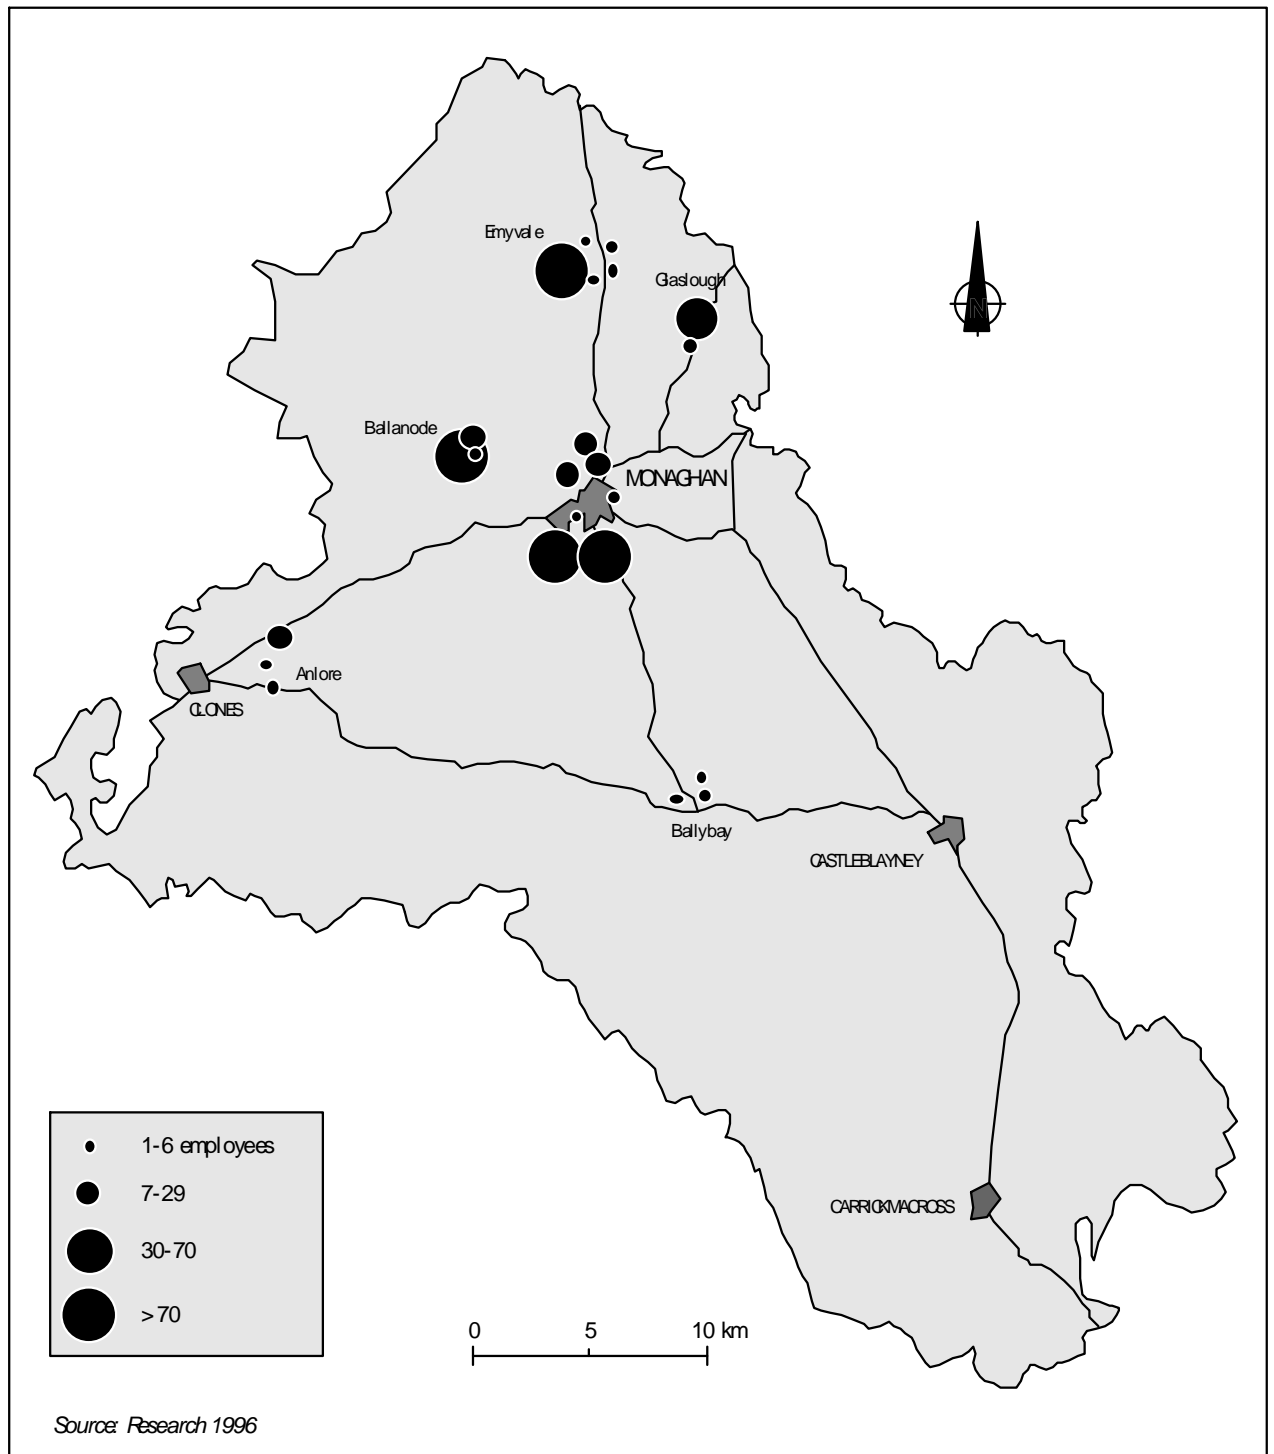 Emyvale
Glaslough
Ballanode
MONAGHAN
Anlore
CLONES
Ballybay
CASTLEBLAYNEY
CARRICKMACROSS
N
1-6 employees
7-29
30-70
>70
0 5 10 km
Source: Research 1996